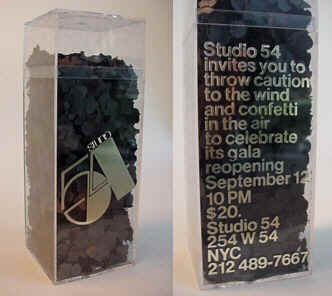 STUDIO
54
Studio 54
invites you to
throw caution
to the wind
and confetti
in the air
to celebrate
its gala
reopening
September 12
10 PM
$20.
Studio 54
254 W 54
NYC
212 489-7667